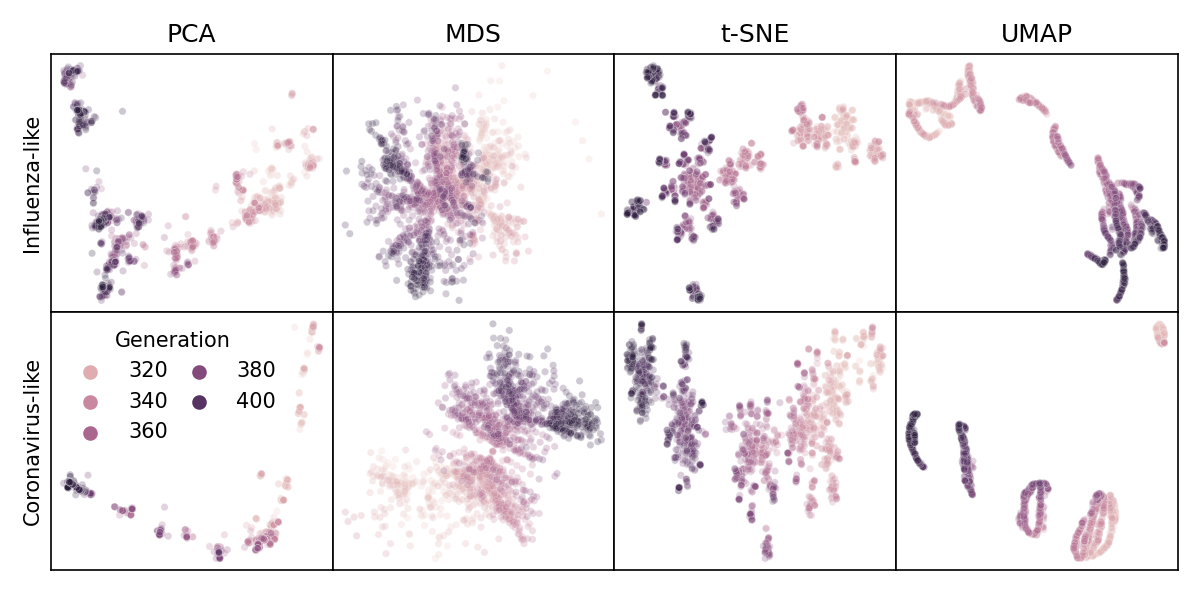 PCA MDS t-SNE UMAP
Influenza-like
Coronavirus-like
Generation
320 380
340 400
360